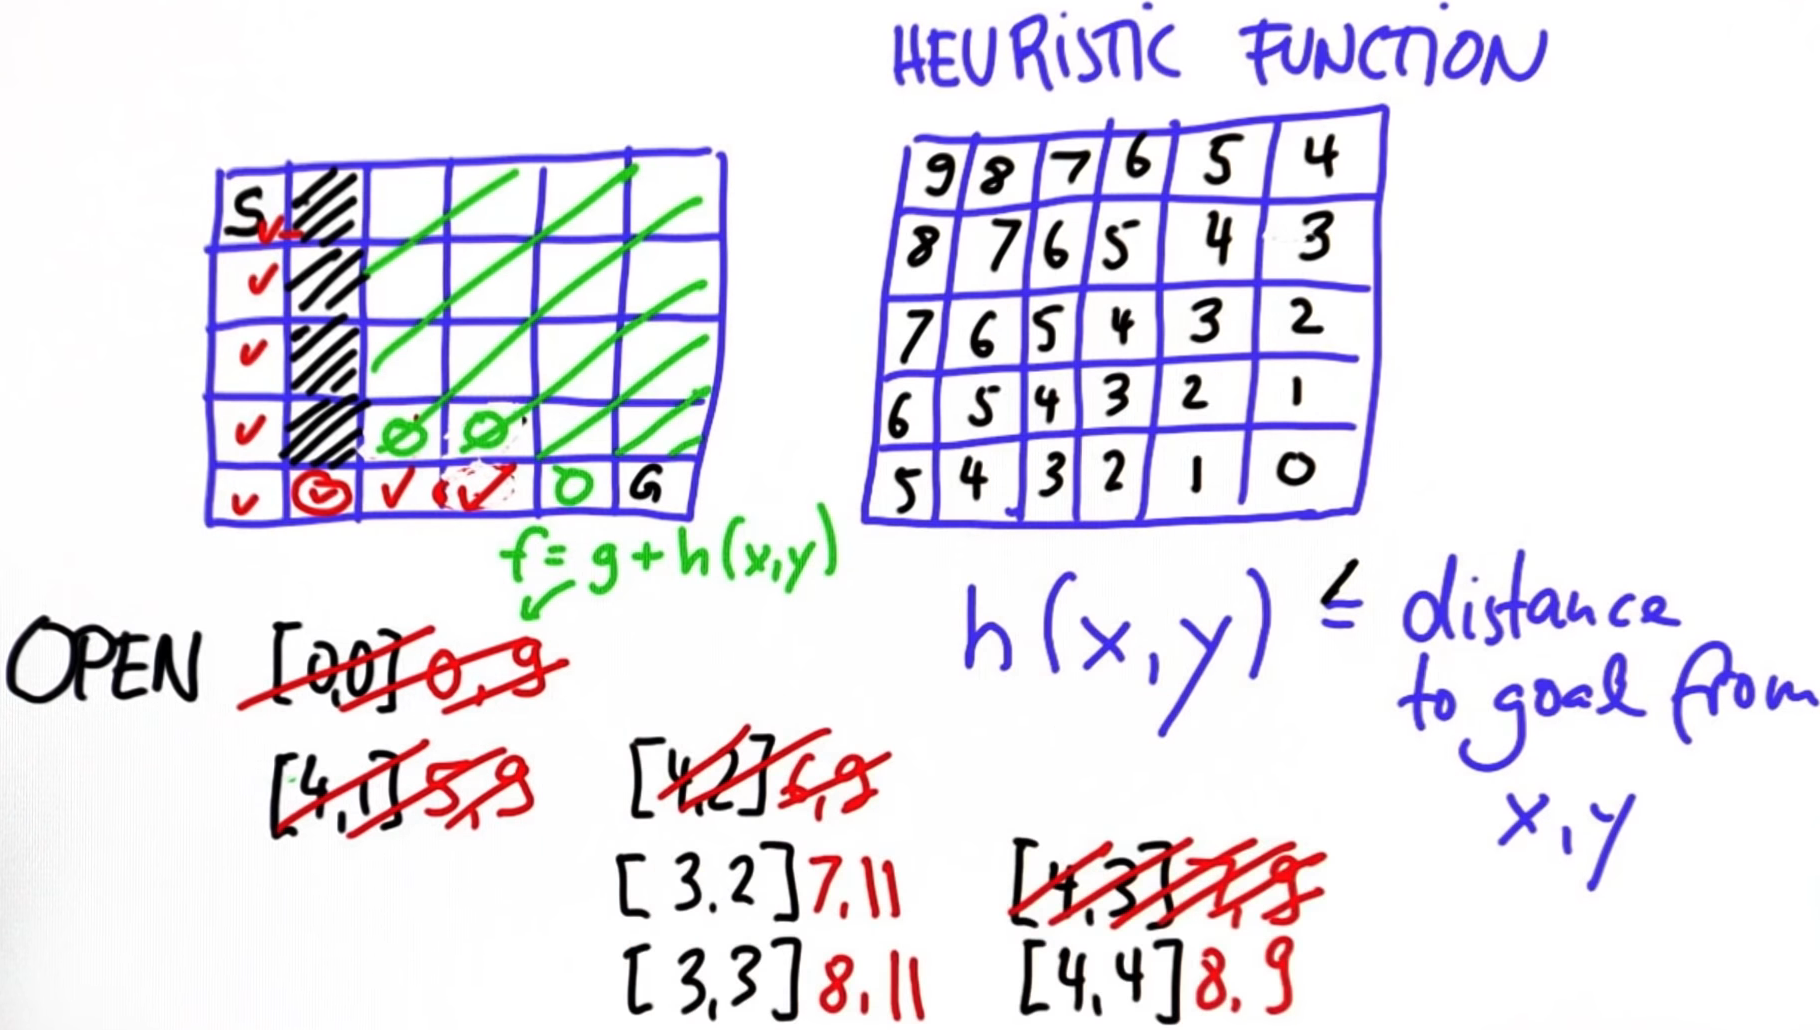 HEURISTIC FUNCTION
S
G
9 8 7 6 5 4
8 7 6 5 4 3
7 6 5 4 3 2
6 5 4 3 2 1
5 4 3 2 1 0
f = g + h(x,y)
h(x,y) ≤ distance
to goal from
x,y
OPEN [0,0] 0,9
[4,1] 5,9 [4,2] 6,9
[3.2] 7,11 [4,3] 7,9
[3,3] 8,11 [4,4] 8,9